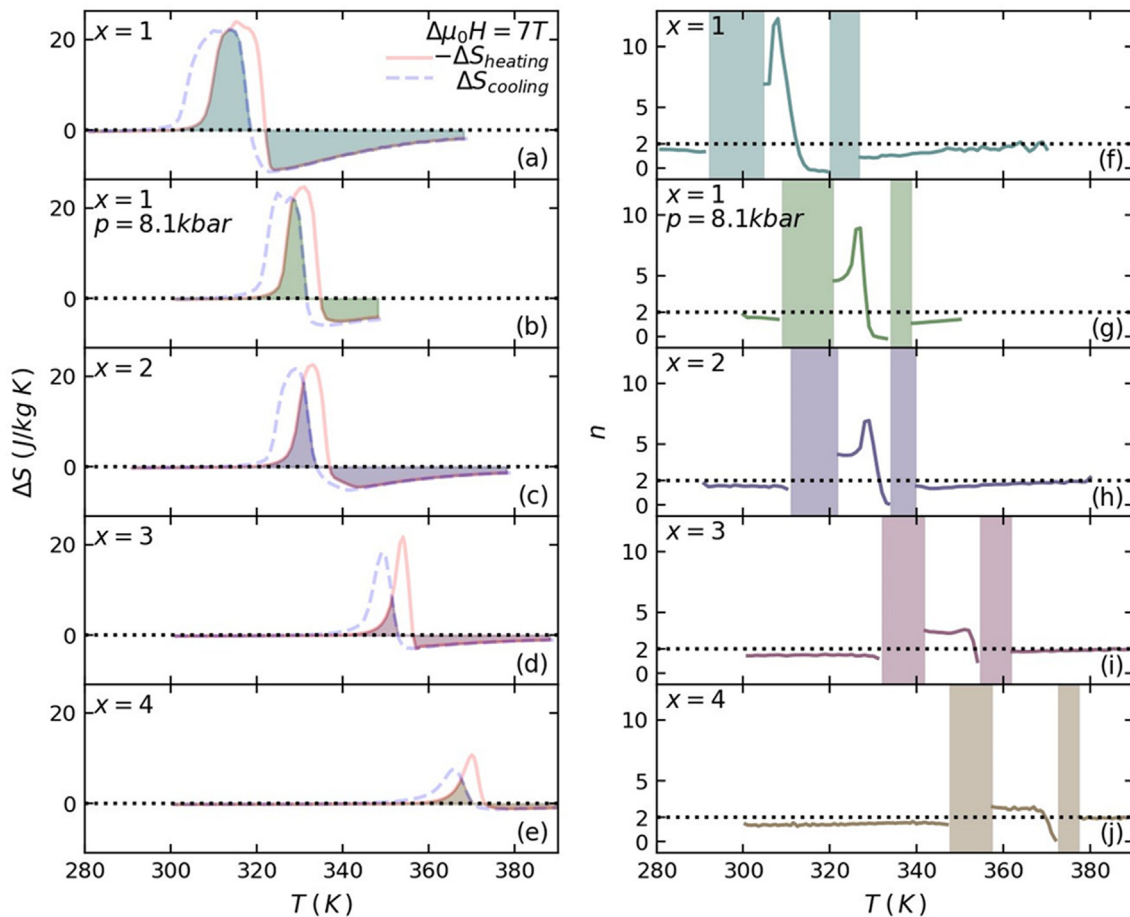 x = 1
Δμ₀H = 7T
−ΔS_heating
ΔS_cooling
20
0
(a)
x = 1
p = 8.1kbar
20
0
(b)
x = 2
20
0
(c)
x = 3
20
0
(d)
x = 4
20
0
(e)
280 300 320 340 360 380
T (K)
ΔS (J/kg K)
x = 1
10
5
2
0
(f)
x = 1
p = 8.1kbar
10
5
2
0
(g)
x = 2
10
5
2
0
(h)
x = 3
10
5
2
0
(i)
x = 4
10
5
2
0
(j)
280 300 320 340 360 380
T (K)
n